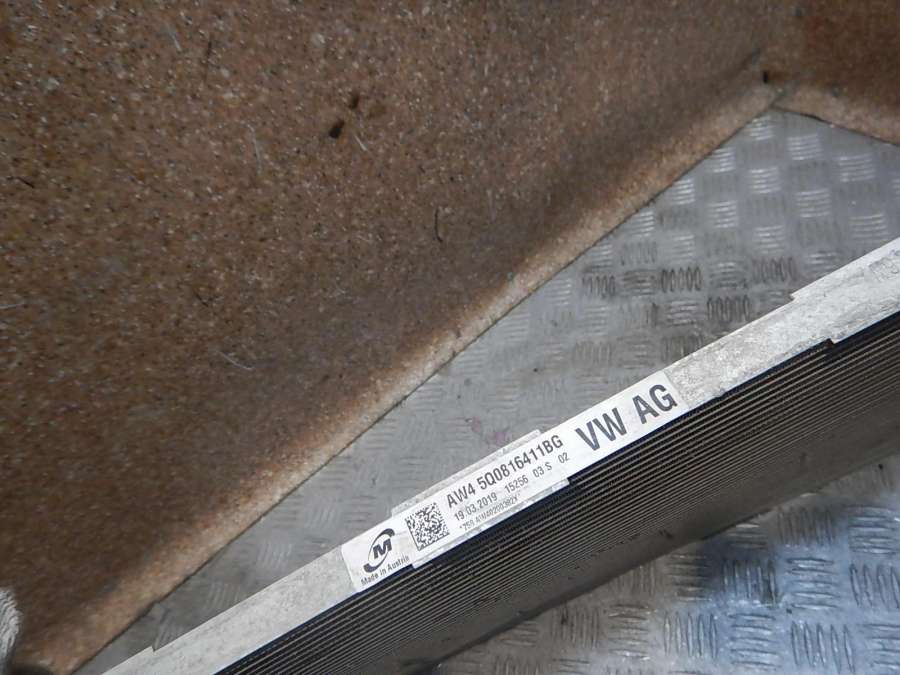 M
Made in Austria
AW4 5Q0816411BG
19.03.2019 15256 03 S 02
VW AG